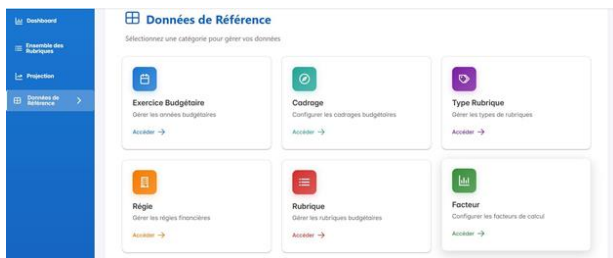 Dashboard
Ensemble des
Rubriques
Projection
Données de
Référence
Données de Référence
Sélectionnez une catégorie pour gérer vos données
Exercice Budgétaire
Gérer les années budgétaires
Accéder →
Cadrage
Configurer les cadrages budgétaires
Accéder →
Type Rubrique
Gérer les types de rubriques
Accéder →
Régie
Gérer les régies financières
Accéder →
Rubrique
Gérer les rubriques budgétaires
Accéder →
Facteur
Configurer les facteurs de calcul
Accéder →